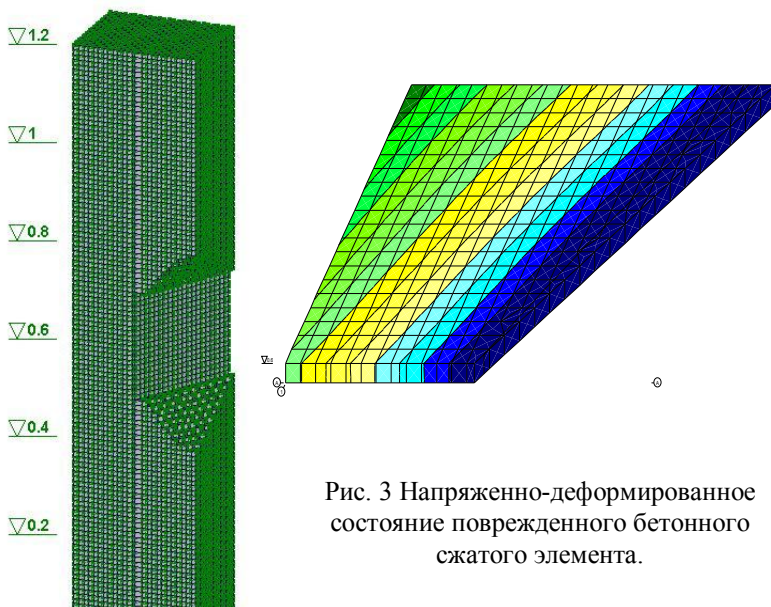 1.2
1
0.8
0.6
0.4
0.2
Рис. 3 Напряженно-деформированное
состояние поврежденного бетонного
сжатого элемента.